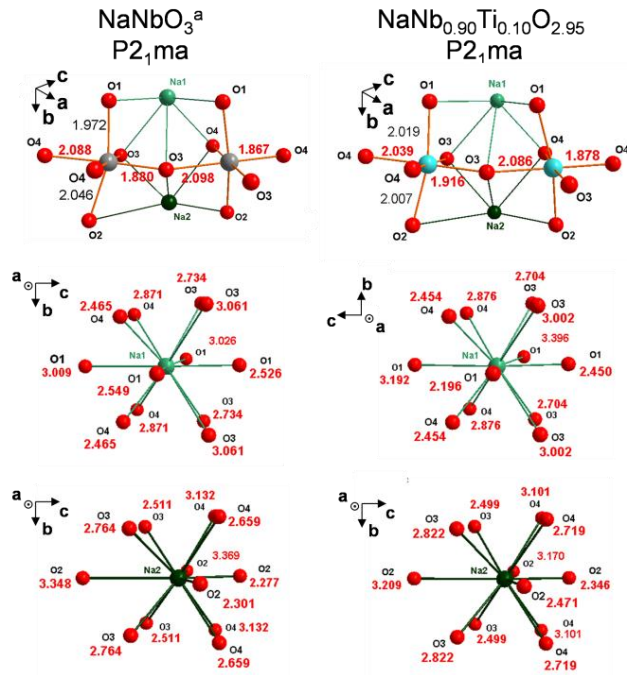 NaNbO₃ᵃ
P2₁ma
NaNb₀.₉₀Ti₀.₁₀O₂.₉₅
P2₁ma
c
a
b
O1
Na1
O1
1.972
O4
2.088
O3
O4
1.867
O4
O4
1.880
O3
2.098
O3
2.046
O2
Na2
O2
c
a
b
O1
Na1
O1
2.019
O4
2.039
O3
O4
2.086
1.878
O4
O4
1.916
O3
O3
2.007
O2
Na2
O2
a
c
b
2.734
2.871
O3
O3
2.465
O4
3.061
O4
3.026
O1
Na1
O1
O1
3.009
O1
2.526
2.549
2.734
O4
O4
2.871
O3
2.465
O3
3.061
b
c
a
2.704
2.454
2.876
O3
O3
O4
O4
3.002
3.396
O1
Na1
O1
O1
3.192
2.196
O1
2.450
2.704
O4
O4
2.876
O3
2.454
O3
3.002
a
c
b
3.132
2.511
O4
O3
O3
O4
2.764
2.659
3.369
O2
Na2
O2
O2
3.348
2.277
O2
2.301
O3
O3
2.511
O4
3.132
2.764
O4
2.659
a
c
b
3.101
2.499
O4
O3
O3
O4
2.822
2.719
3.170
O2
Na2
O2
O2
3.209
2.346
O2
2.471
O3
O3
2.499
O4
3.101
2.822
O4
2.719